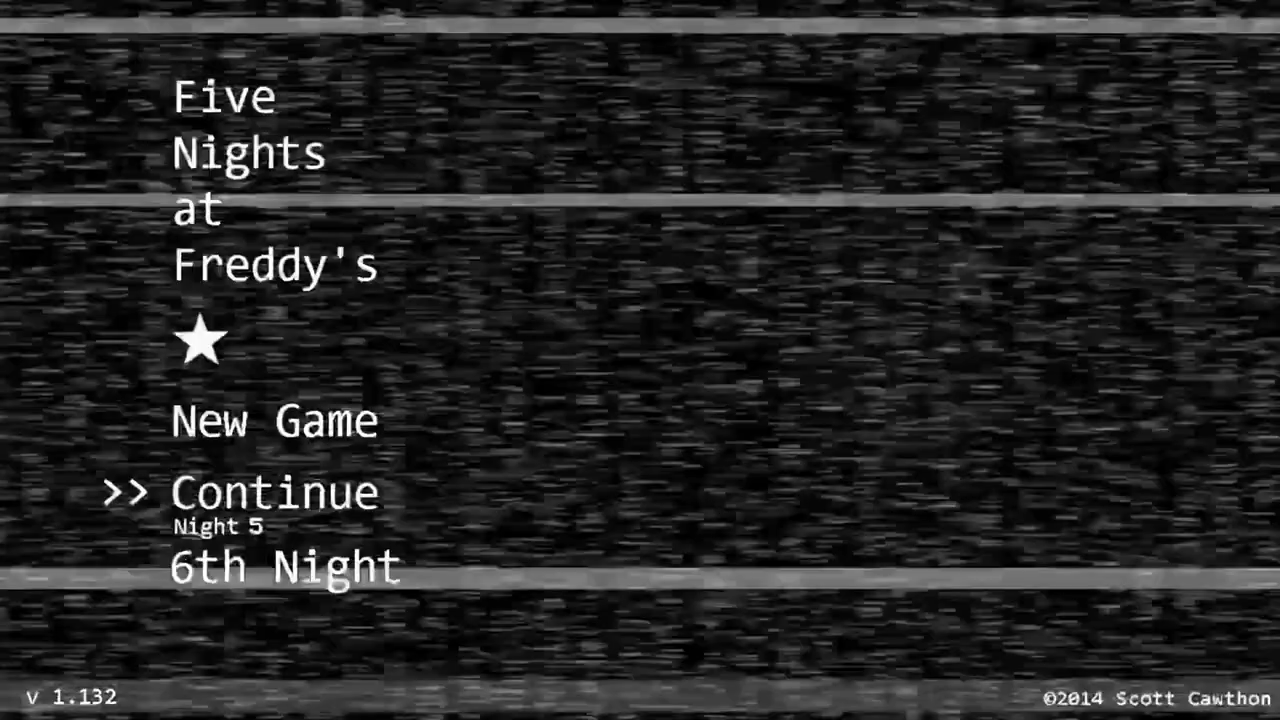 Five
Nights
at
Freddy's
New Game
>> Continue
Night 5
6th Night
v 1.132
©2014 Scott Cawthon